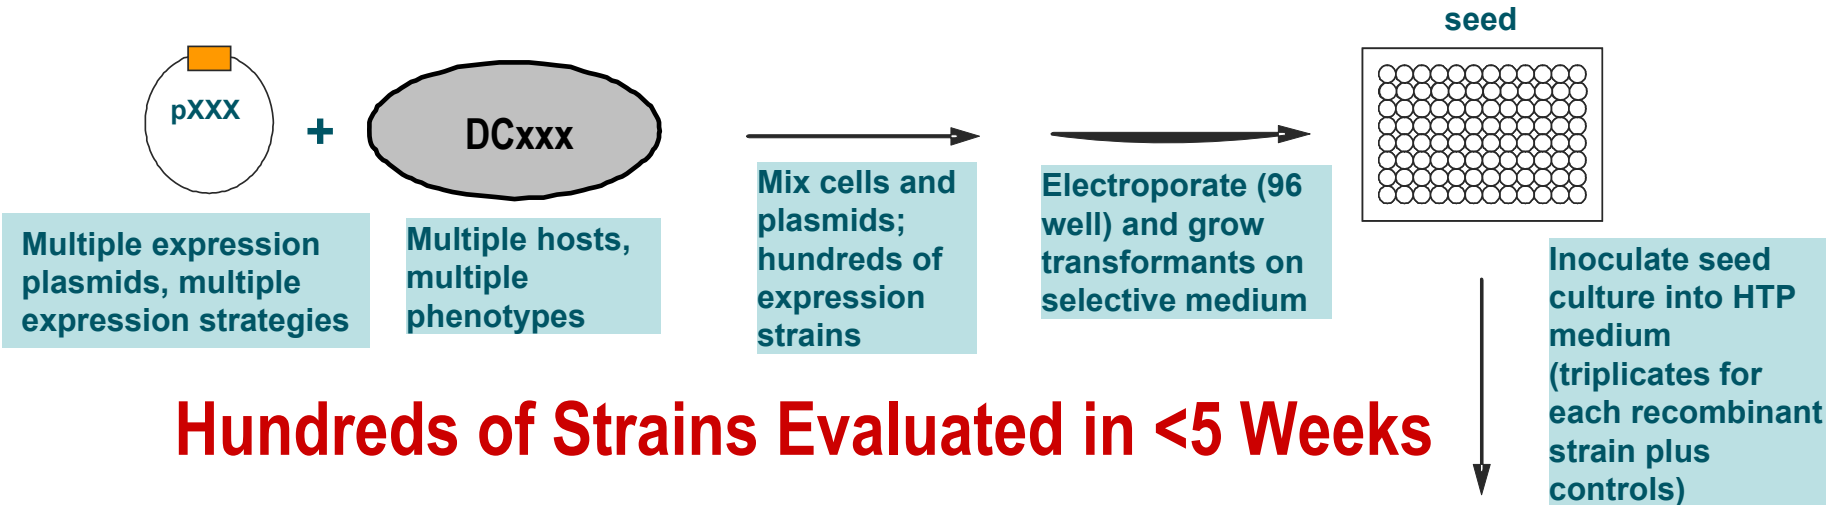 seed
pXXX
+
DCxxx
Multiple expression
plasmids, multiple
expression strategies
Multiple hosts,
multiple
phenotypes
Mix cells and
plasmids;
hundreds of
expression
strains
Electroporate (96
well) and grow
transformants on
selective medium
Inoculate seed
culture into HTP
medium
(triplicates for
each recombinant
strain plus
controls)
Hundreds of Strains Evaluated in <5 Weeks